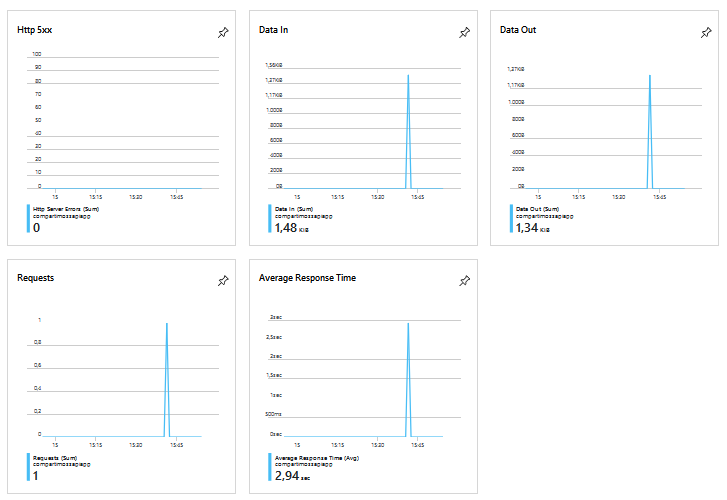 Http 5xx
100
90
80
70
60
50
40
30
20
10
0
15
15:15
15:30
15:45
Http Server Errors (Sum)
compartimossapiapp
0
Data In
1,56KiB
1,37KiB
1,17KiB
1.000B
800B
600B
400B
200B
0B
15
15:15
15:30
15:45
Data In (Sum)
compartimossapiapp
1,48 KiB
Data Out
1,37KiB
1,17KiB
1.000B
800B
600B
400B
200B
0B
15
15:15
15:30
15:45
Data Out (Sum)
compartimossapiapp
1,34 KiB
Requests
1
0,8
0,6
0,4
0,2
0
15
15:15
15:30
15:45
Requests (Sum)
compartimossapiapp
1
Average Response Time
3sec
2,5sec
2sec
1,5sec
1sec
500ms
0sec
15
15:15
15:30
15:45
Average Response Time (Avg)
compartimossapiapp
2,94 sec